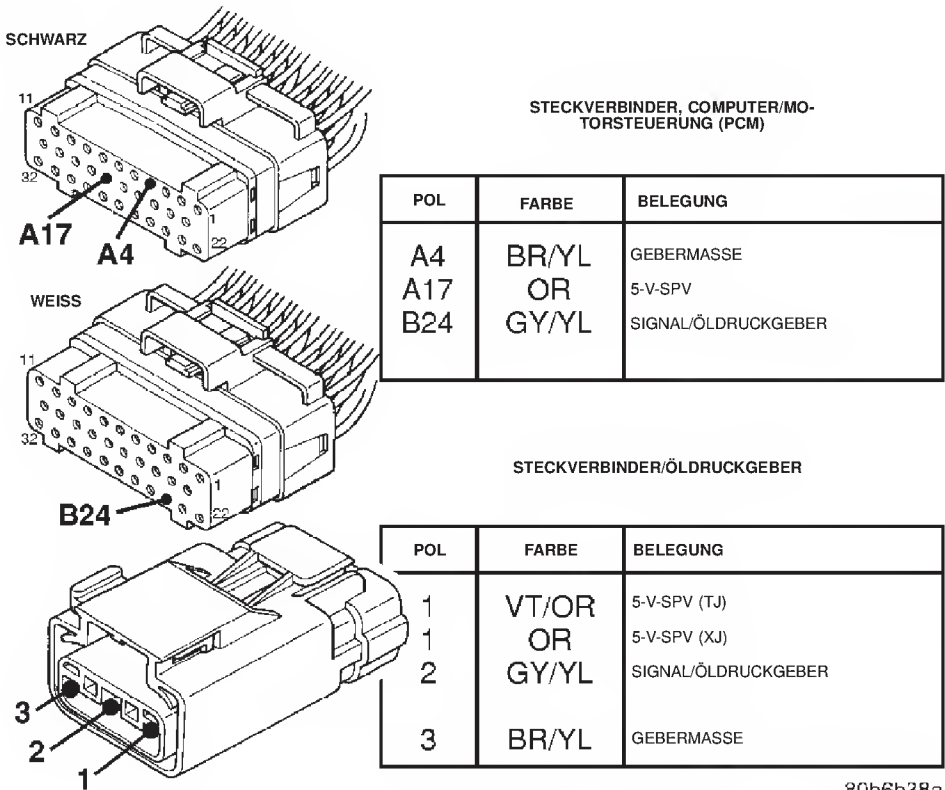 SCHWARZ
11
32
1
22
A17
A4
WEISS
11
32
1
22
B24
3
2
1
STECKVERBINDER, COMPUTER/MO-
TORSTEUERUNG (PCM)
POL FARBE BELEGUNG
A4 BR/YL GEBERMASSE
A17 OR 5-V-SPV
B24 GY/YL SIGNAL/ÖLDRUCKGEBER
STECKVERBINDER/ÖLDRUCKGEBER
POL FARBE BELEGUNG
1 VT/OR 5-V-SPV (TJ)
1 OR 5-V-SPV (XJ)
2 GY/YL SIGNAL/ÖLDRUCKGEBER
3 BR/YL GEBERMASSE